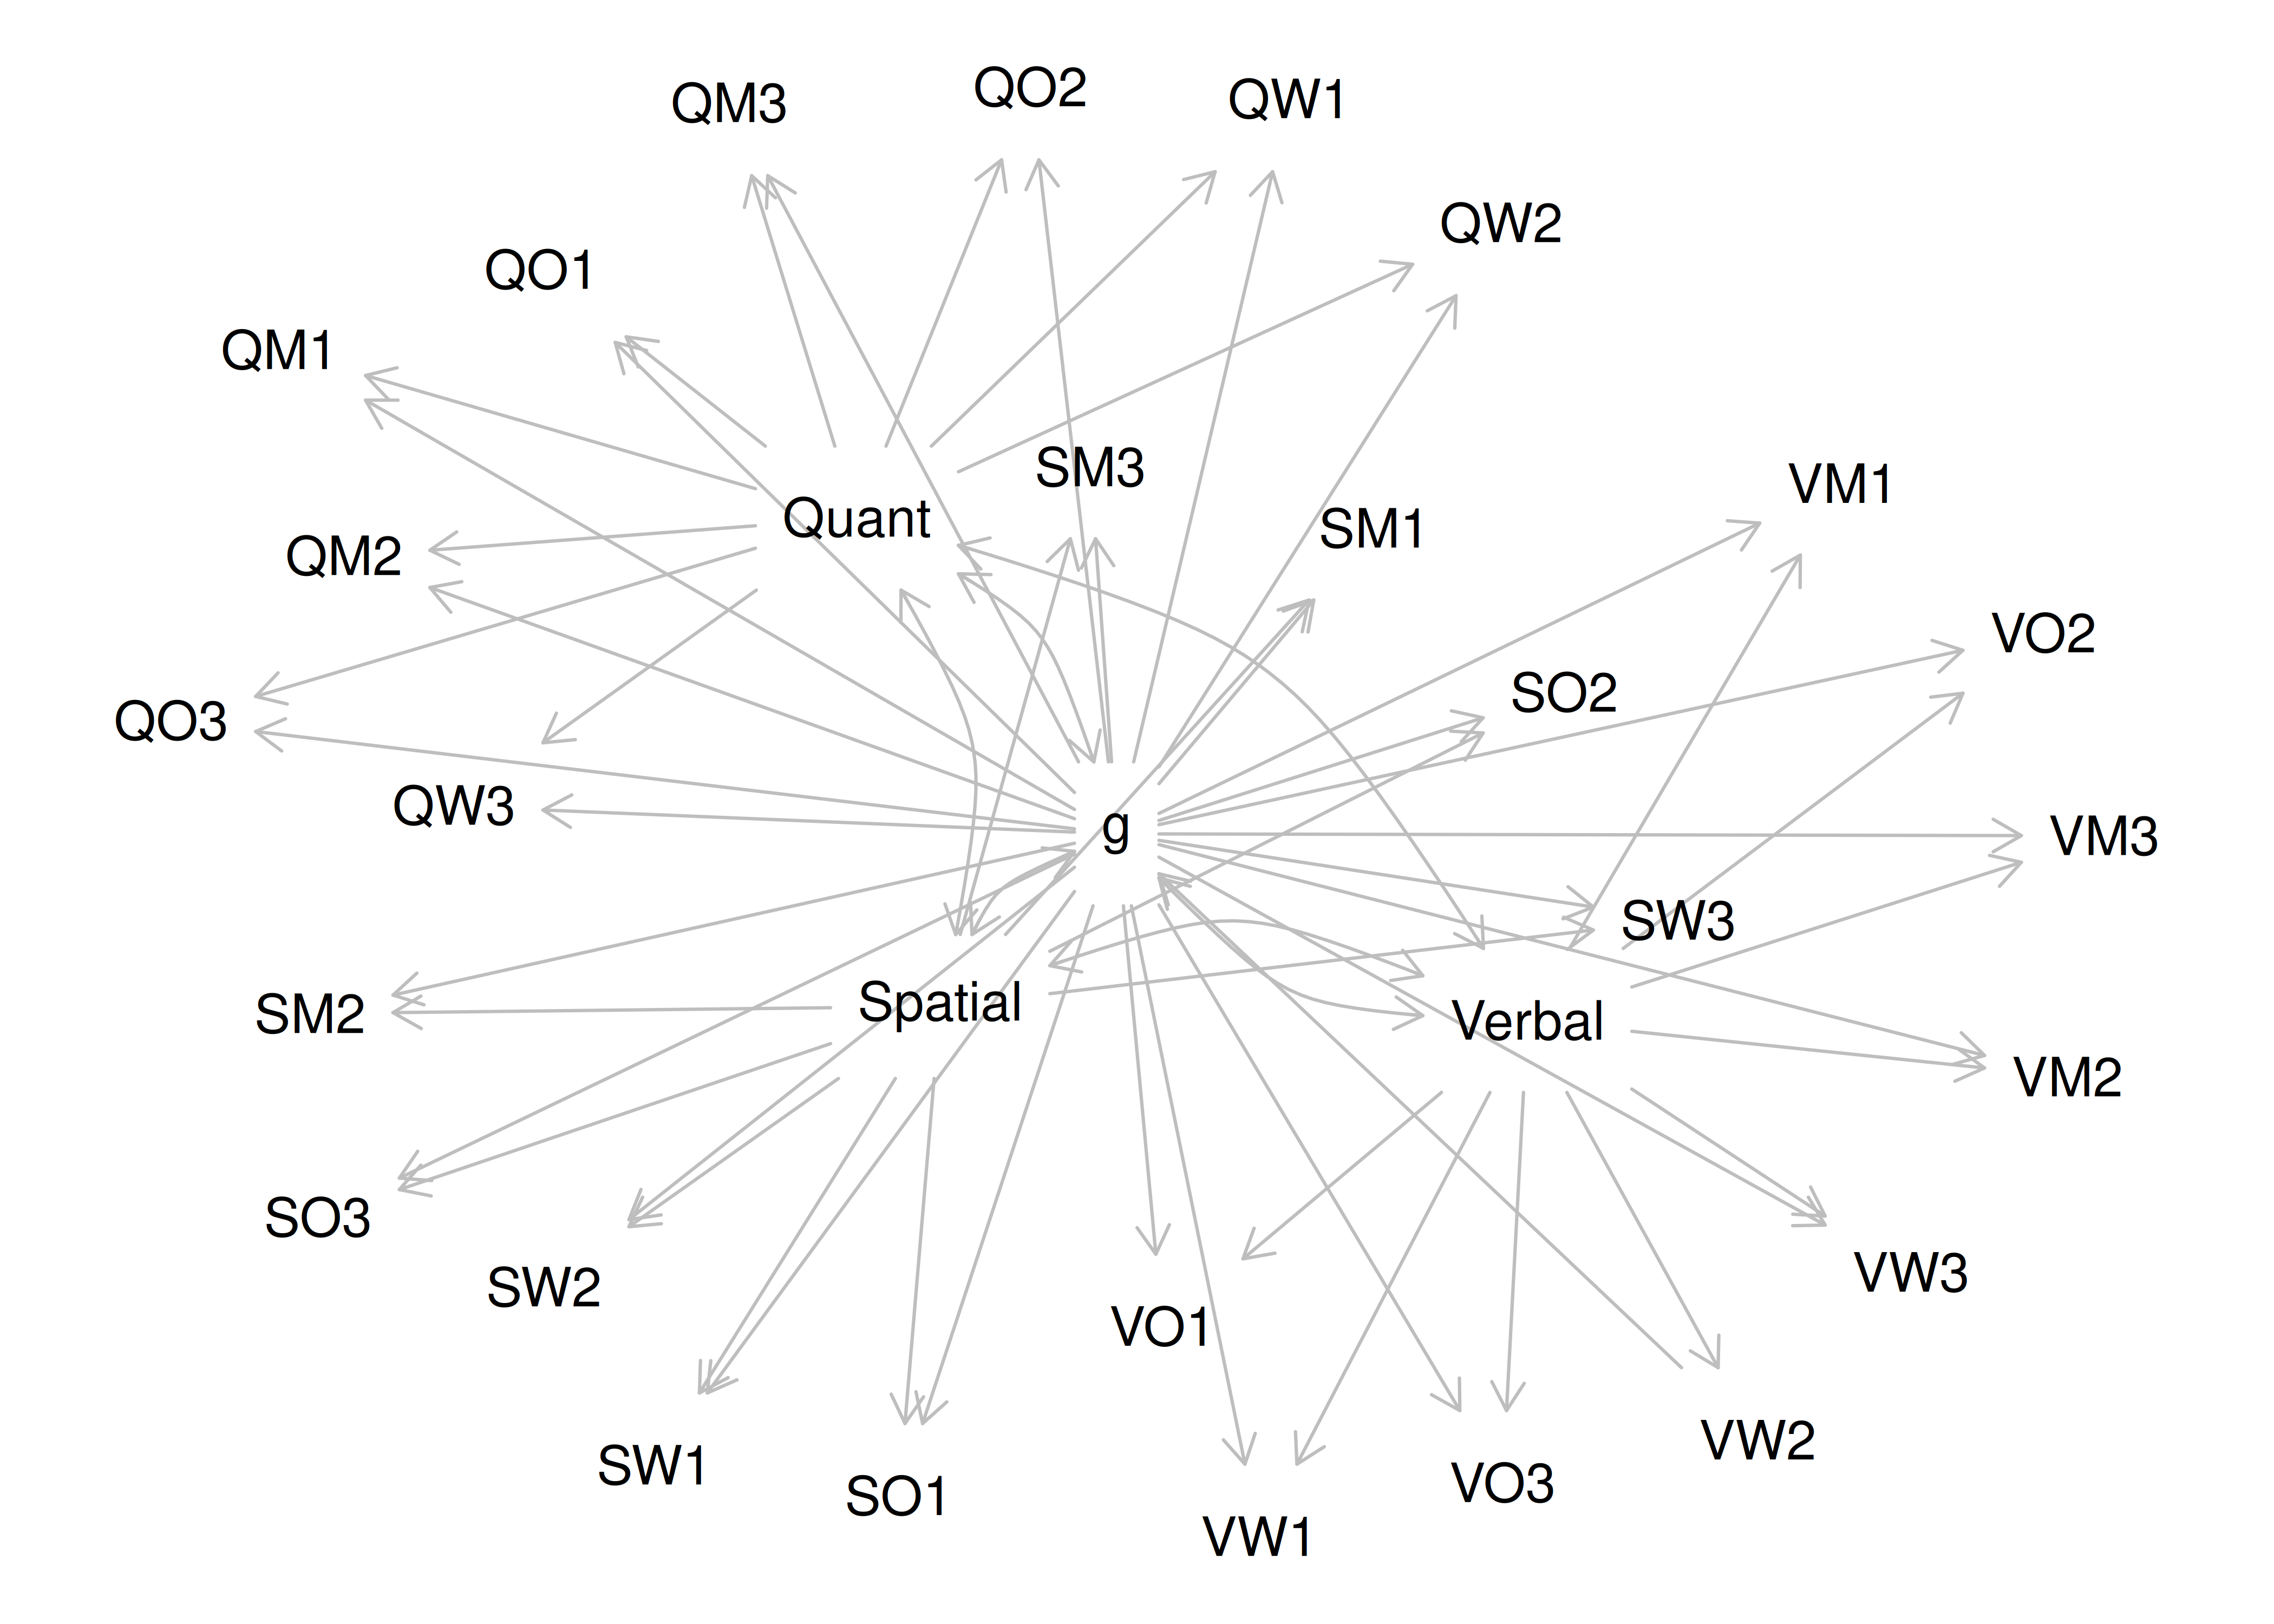 QM3
QO2
QW1
QW2
QO1
QM1
SM3
VM1
Quant
SM1
QM2
VO2
SO2
QO3
QW3
g
VM3
SW3
Spatial
SM2
Verbal
VM2
SO3
VW3
SW2
VO1
VW2
SW1
VO3
SO1
VW1